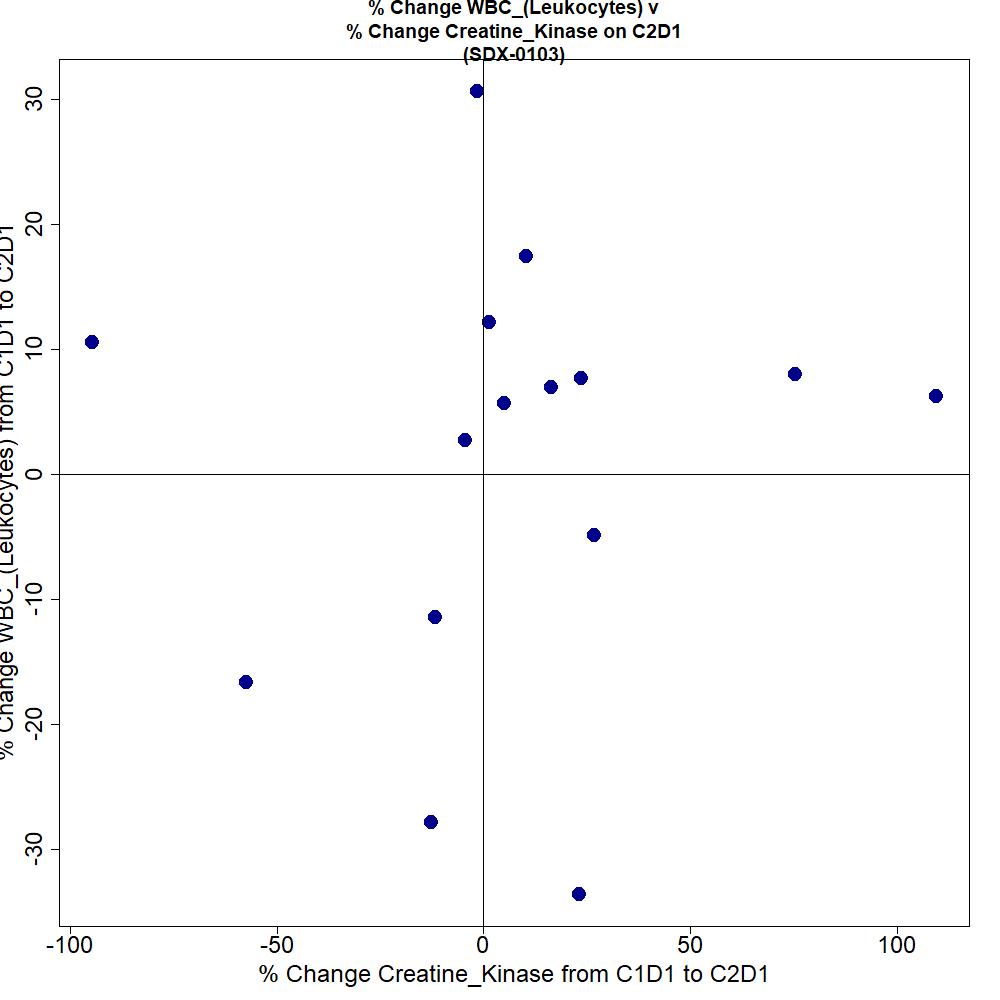 % Change WBC_(Leukocytes) v
% Change Creatine_Kinase on C2D1
(SDX-0103)
% Change WBC_(Leukocytes) from C1D1 to C2D1
30
20
10
0
-10
-20
-30
-100
-50
0
50
100
% Change Creatine_Kinase from C1D1 to C2D1